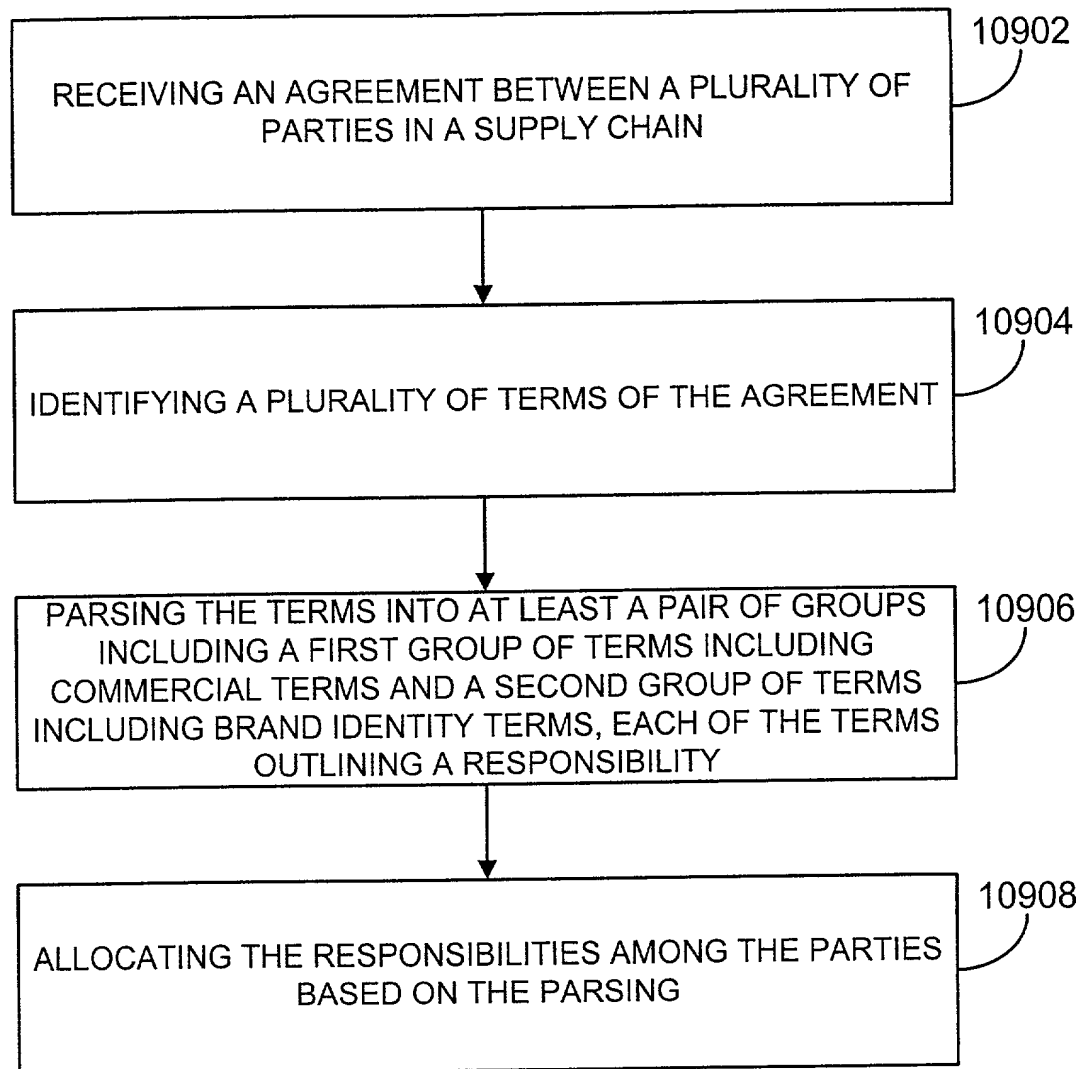 10902
RECEIVING AN AGREEMENT BETWEEN A PLURALITY OF
PARTIES IN A SUPPLY CHAIN
10904
IDENTIFYING A PLURALITY OF TERMS OF THE AGREEMENT
10906
PARSING THE TERMS INTO AT LEAST A PAIR OF GROUPS
INCLUDING A FIRST GROUP OF TERMS INCLUDING
COMMERCIAL TERMS AND A SECOND GROUP OF TERMS
INCLUDING BRAND IDENTITY TERMS, EACH OF THE TERMS
OUTLINING A RESPONSIBILITY
10908
ALLOCATING THE RESPONSIBILITIES AMONG THE PARTIES
BASED ON THE PARSING